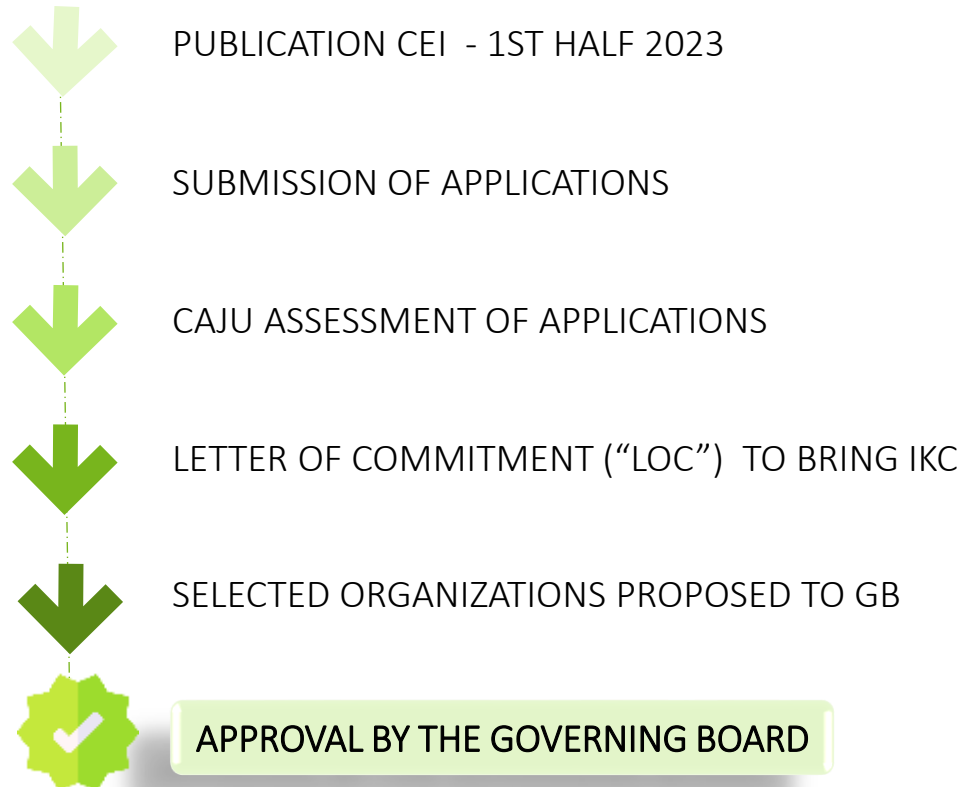 PUBLICATION CEI - 1ST HALF 2023
SUBMISSION OF APPLICATIONS
CAJU ASSESSMENT OF APPLICATIONS
LETTER OF COMMITMENT (“LOC”) TO BRING IKC
SELECTED ORGANIZATIONS PROPOSED TO GB
APPROVAL BY THE GOVERNING BOARD